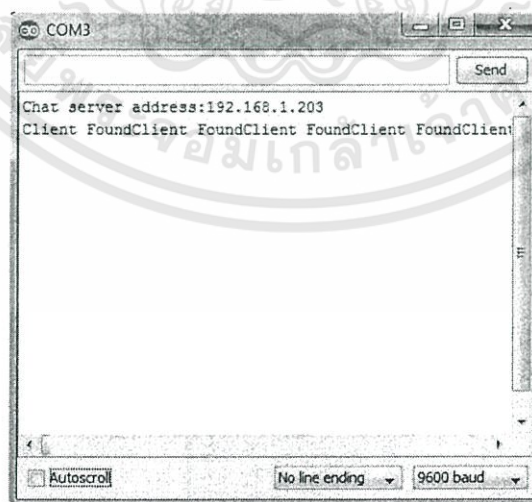 COM3
Send
Chat server address:192.168.1.203
Client FoundClient FoundClient FoundClient FoundClient
Autoscroll
No line ending
9600 baud